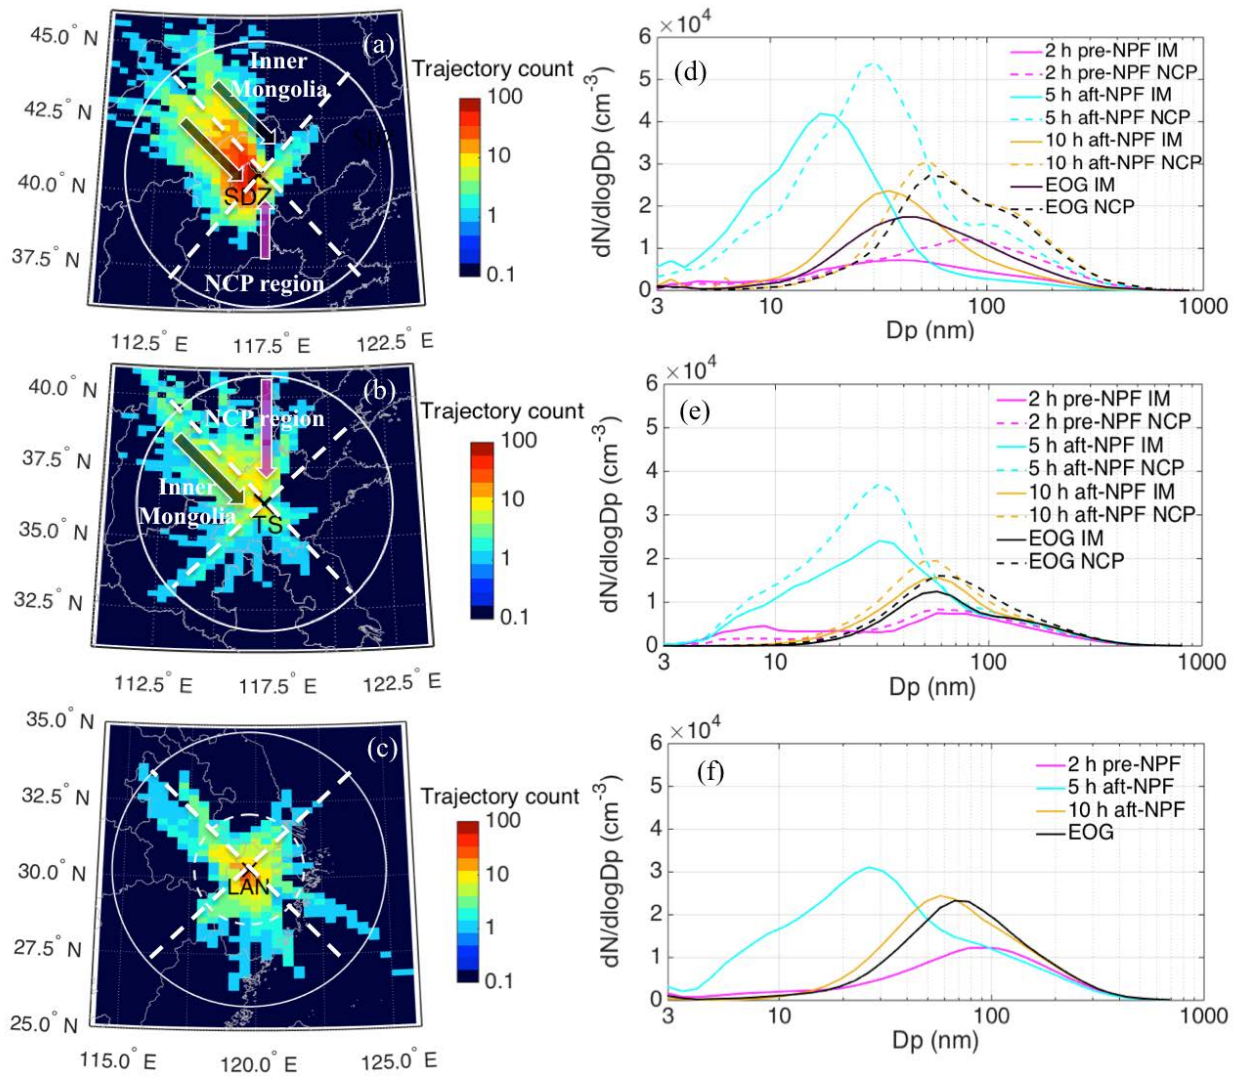 (a)
Inner
Mongolia
SDZ
SDZ
NCP region
45.0° N
42.5° N
40.0° N
37.5° N
112.5° E
117.5° E
122.5° E
Trajectory count
100
10
1
0.1
(d)
dN/dlogDp (cm⁻³)
×10⁴
6
5
4
3
2
1
0
3
10
100
1000
Dp (nm)
2 h pre-NPF IM
2 h pre-NPF NCP
5 h aft-NPF IM
5 h aft-NPF NCP
10 h aft-NPF IM
10 h aft-NPF NCP
EOG IM
EOG NCP
(b)
NCP region
Inner
Mongolia
TS
40.0° N
37.5° N
35.0° N
32.5° N
112.5° E
117.5° E
122.5° E
Trajectory count
100
10
1
0.1
(e)
dN/dlogDp (cm⁻³)
×10⁴
6
5
4
3
2
1
0
3
10
100
1000
Dp (nm)
2 h pre-NPF IM
2 h pre-NPF NCP
5 h aft-NPF IM
5 h aft-NPF NCP
10 h aft-NPF IM
10 h aft-NPF NCP
EOG IM
EOG NCP
(c)
LAN
35.0° N
32.5° N
30.0° N
27.5° N
25.0° N
115.0° E
120.0° E
125.0° E
Trajectory count
100
10
1
0.1
(f)
dN/dlogDp (cm⁻³)
×10⁴
6
5
4
3
2
1
0
3
10
100
1000
Dp (nm)
2 h pre-NPF
5 h aft-NPF
10 h aft-NPF
EOG